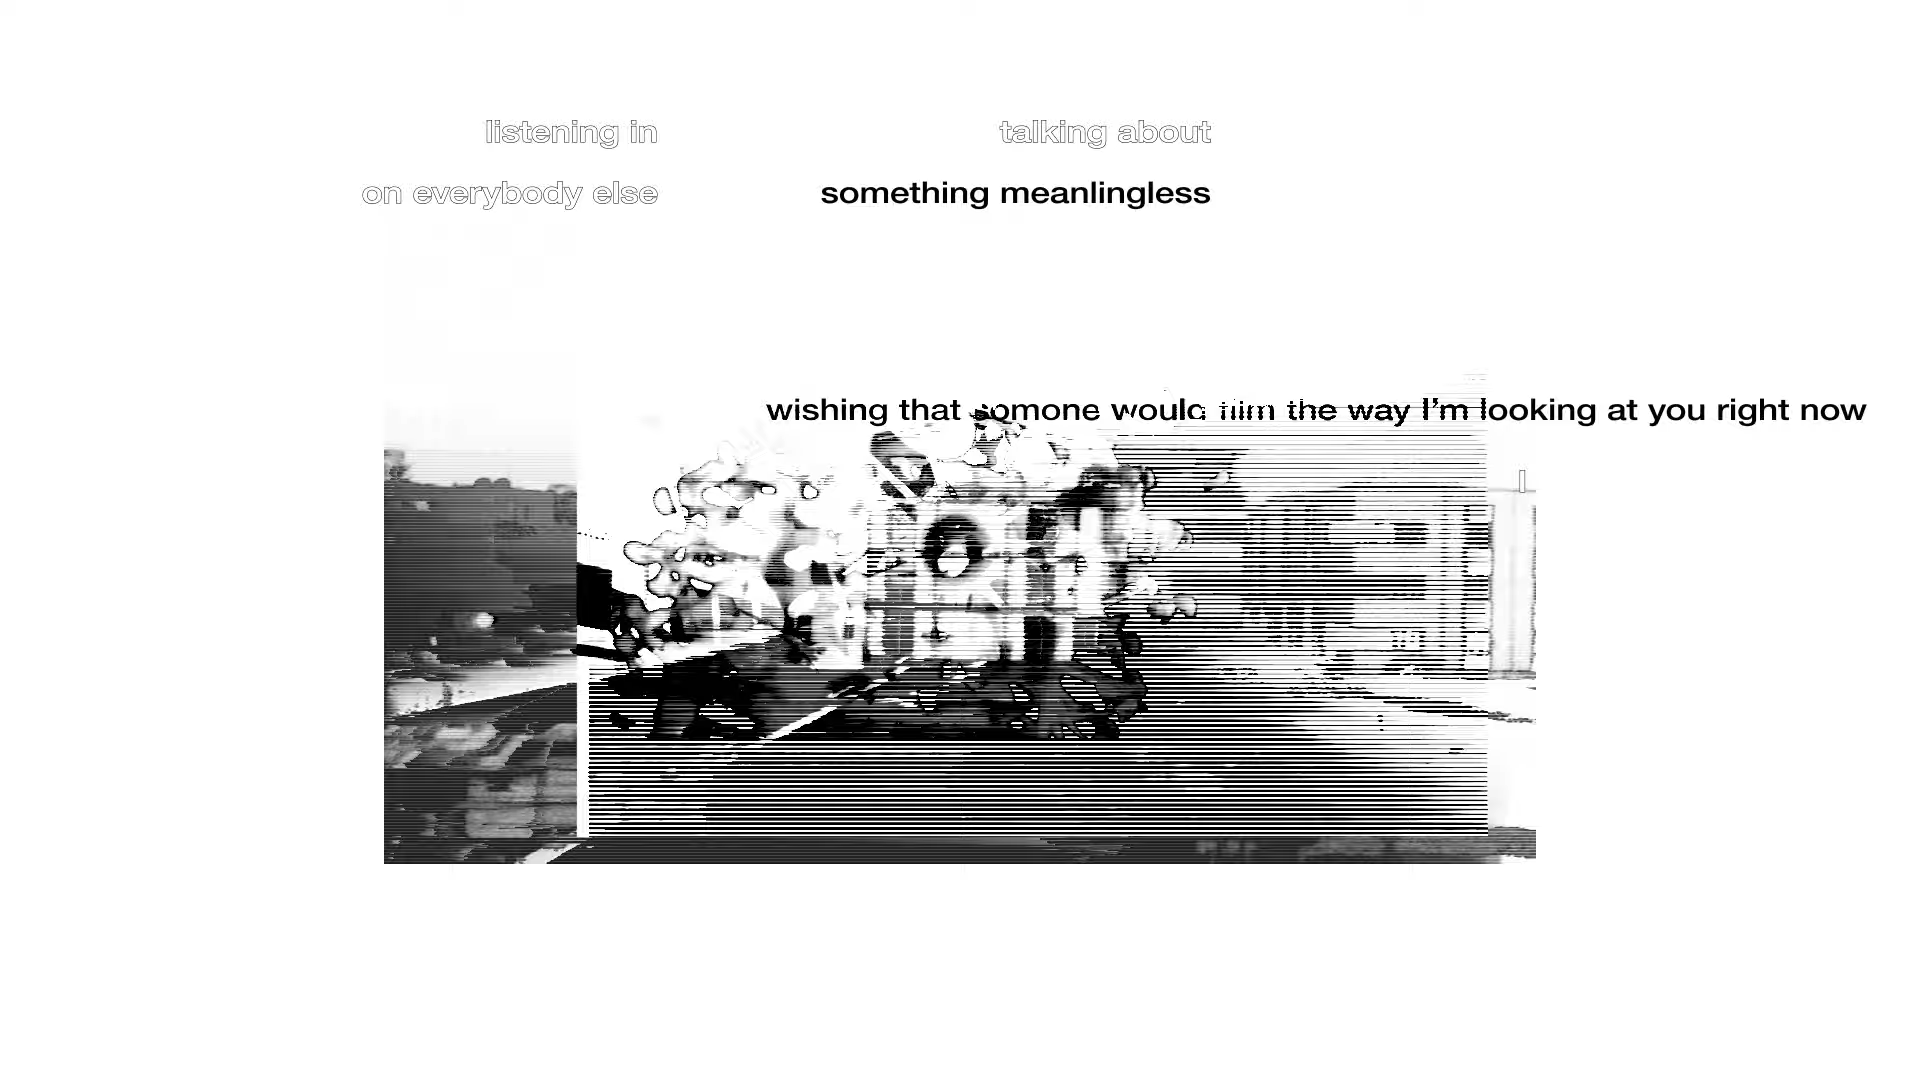 listening in
on everybody else
talking about
something meanlingless
wishing that somone would film the way I'm looking at you right now
I